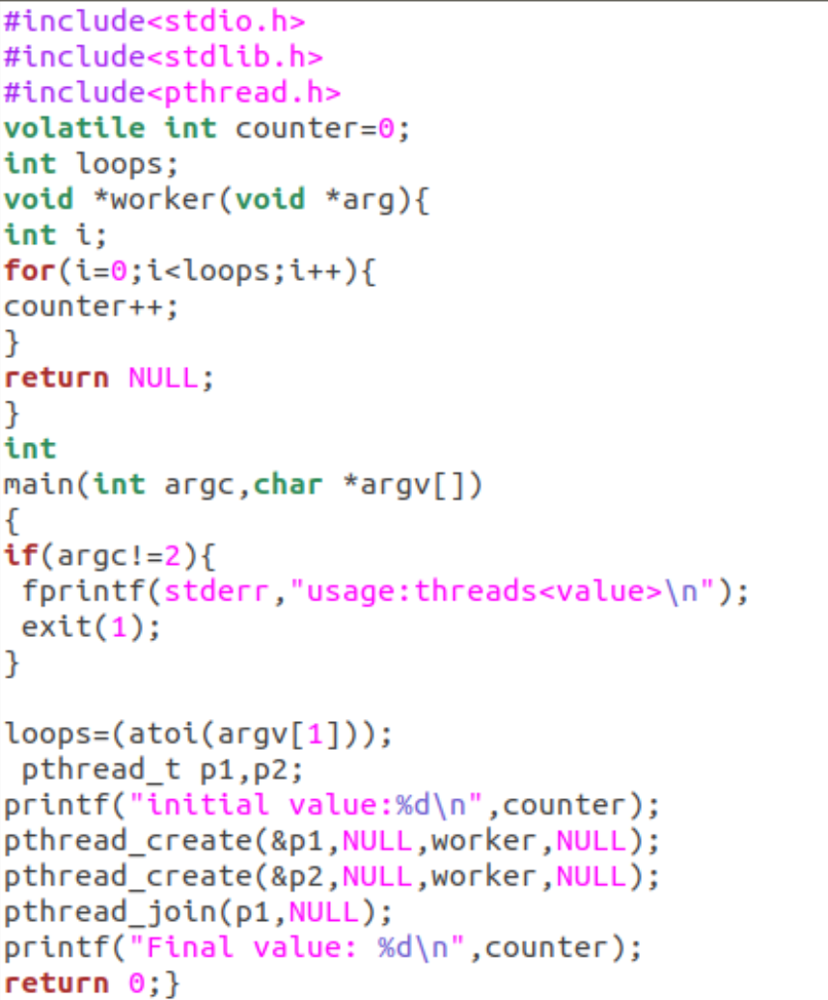 #include<stdio.h>
#include<stdlib.h>
#include<pthread.h>
volatile int counter=0;
int loops;
void *worker(void *arg){
int i;
for(i=0;i<loops;i++){
counter++;
}
return NULL;
}
int
main(int argc,char *argv[])
{
if(argc!=2){
 fprintf(stderr,"usage:threads<value>\n");
 exit(1);
}

loops=(atoi(argv[1]));
 pthread_t p1,p2;
printf("initial value:%d\n",counter);
pthread_create(&p1,NULL,worker,NULL);
pthread_create(&p2,NULL,worker,NULL);
pthread_join(p1,NULL);
printf("Final value: %d\n",counter);
return 0;}